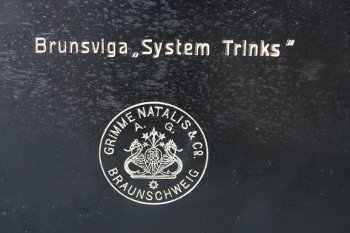 Brunsviga „System Trinks"
GRIMME NATALIS & Co
A. G.
BRAUNSCHWEIG